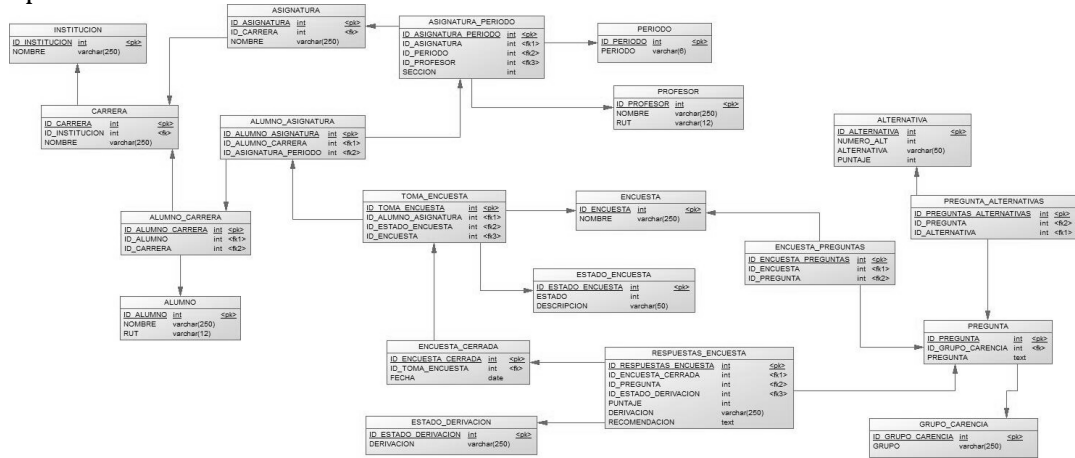 INSTITUCION
ID_INSTITUCION int <pk>
NOMBRE varchar(250)
ASIGNATURA
ID_ASIGNATURA int <pk>
ID_CARRERA int <fk>
NOMBRE varchar(250)
ASIGNATURA_PERIODO
ID_ASIGNATURA_PERIODO int <pk>
ID_ASIGNATURA int <fk1>
ID_PERIODO int <fk2>
ID_PROFESOR int <fk3>
SECCION int
PERIODO
ID_PERIODO int <pk>
PERIODO varchar(6)
PROFESOR
ID_PROFESOR int <pk>
NOMBRE varchar(250)
RUT varchar(12)
CARRERA
ID_CARRERA int <pk>
ID_INSTITUCION int <fk>
NOMBRE varchar(250)
ALUMNO_ASIGNATURA
ID_ALUMNO_ASIGNATURA int <pk>
ID_ALUMNO_CARRERA int <fk1>
ID_ASIGNATURA_PERIODO int <fk2>
ALTERNATIVA
ID_ALTERNATIVA int <pk>
NUMERO_ALT int
ALTERNATIVA varchar(50)
PUNTAJE int
ALUMNO_CARRERA
ID_ALUMNO_CARRERA int <pk>
ID_ALUMNO int <fk1>
ID_CARRERA int <fk2>
TOMA_ENCUESTA
ID_TOMA_ENCUESTA int <pk>
ID_ALUMNO_ASIGNATURA int <fk1>
ID_ESTADO_ENCUESTA int <fk2>
ID_ENCUESTA int <fk3>
ENCUESTA
ID_ENCUESTA int <pk>
NOMBRE varchar(250)
PREGUNTA_ALTERNATIVAS
ID_PREGUNTAS_ALTERNATIVAS int <pk>
ID_PREGUNTA int <fk2>
ID_ALTERNATIVA int <fk1>
ENCUESTA_PREGUNTAS
ID_ENCUESTA_PREGUNTAS int <pk>
ID_ENCUESTA int <fk1>
ID_PREGUNTA int <fk2>
ESTADO_ENCUESTA
ID_ESTADO_ENCUESTA int <pk>
ESTADO int
DESCRIPCION varchar(50)
ALUMNO
ID_ALUMNO int <pk>
NOMBRE varchar(250)
RUT varchar(12)
ENCUESTA_CERRADA
ID_ENCUESTA_CERRADA int <pk>
ID_TOMA_ENCUESTA int <fk>
FECHA date
RESPUESTAS_ENCUESTA
ID_RESPUESTAS_ENCUESTA int <pk>
ID_ENCUESTA_CERRADA int <fk1>
ID_PREGUNTA int <fk2>
ID_ESTADO_DERIVACION int <fk3>
PUNTAJE int
DERIVACION varchar(250)
RECOMENDACION text
PREGUNTA
ID_PREGUNTA int <pk>
ID_GRUPO_CARENCIA int <fk>
PREGUNTA text
ESTADO_DERIVACION
ID_ESTADO_DERIVACION int <pk>
DERIVACION varchar(250)
GRUPO_CARENCIA
ID_GRUPO_CARENCIA int <pk>
GRUPO varchar(250)